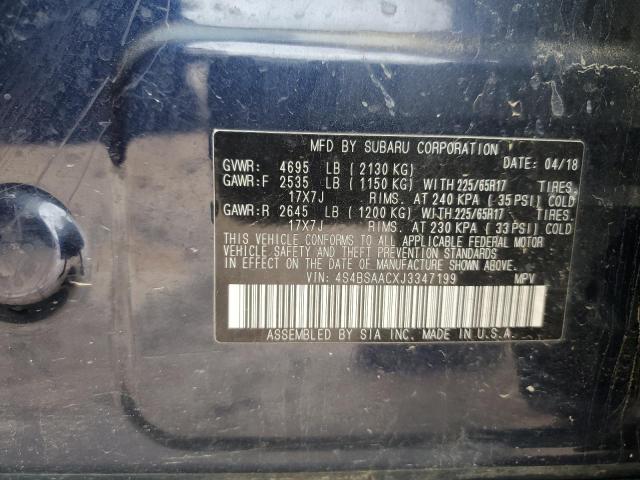 MFD BY SUBARU CORPORATION
GVWR: 4695 LB ( 2130 KG) DATE: 04/18
GAWR:F 2535 LB ( 1150 KG) WITH 225/65R17 TIRES,
17X7J RIMS, AT 240 KPA ( 35 PSI) COLD
GAWR:R 2645 LB ( 1200 KG) WITH 225/65R17 TIRES,
17X7J RIMS, AT 230 KPA ( 33 PSI) COLD
THIS VEHICLE CONFORMS TO ALL APPLICABLE FEDERAL MOTOR
VEHICLE SAFETY, BUMPER, AND THEFT PREVENTION STANDARDS
IN EFFECT ON THE DATE OF MANUFACTURE SHOWN ABOVE.
VIN: 4S4BSAACXJ3347199 MPV
ASSEMBLED BY SIA INC. MADE IN U.S.A.